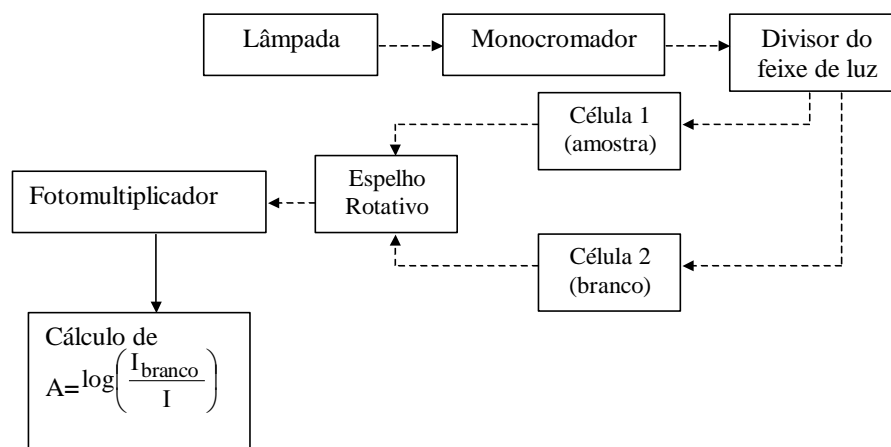 Lâmpada
Monocromador
Divisor do
feixe de luz
Célula 1
(amostra)
Espelho
Rotativo
Fotomultiplicador
Célula 2
(branco)
Cálculo de
A=log(I_branco/I)